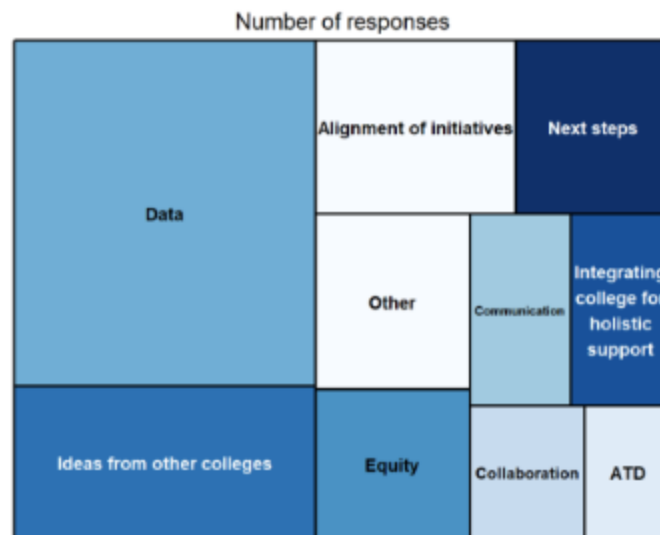 Number of responses
Alignment of initiatives
Next steps
Data
Other
Communication
Integrating
college for
holistic
support
Ideas from other colleges
Equity
Collaboration
ATD